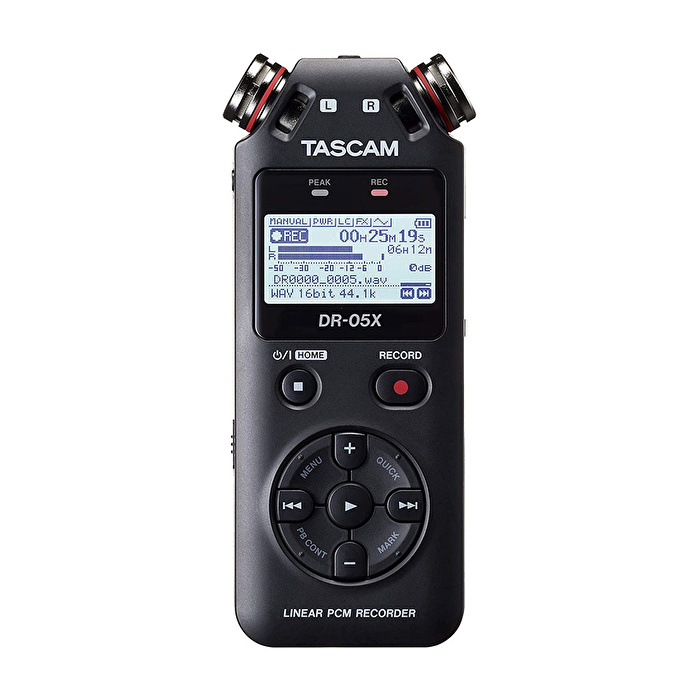 L R
TASCAM
PEAK REC
MANUAL|PWR|LC|FX|
REC 00H25M19s
L 06H12m
R
-50 -30 -20 -12 -6 0 0dB
DR0000_0005.wav
WAV 16bit 44.1k
DR-05X
/I HOME RECORD
+
MENU QUICK
PB CONT MARK
−
LINEAR PCM RECORDER